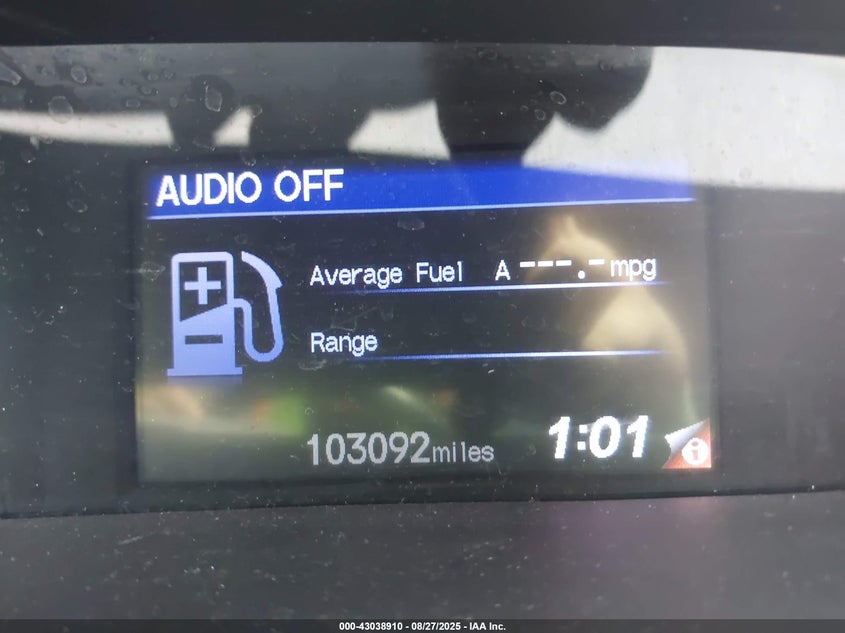 AUDIO OFF
Average Fuel A ---.- mpg
Range
103092miles
1:01
i
000-43038910 - 08/27/2025 - IAA Inc.